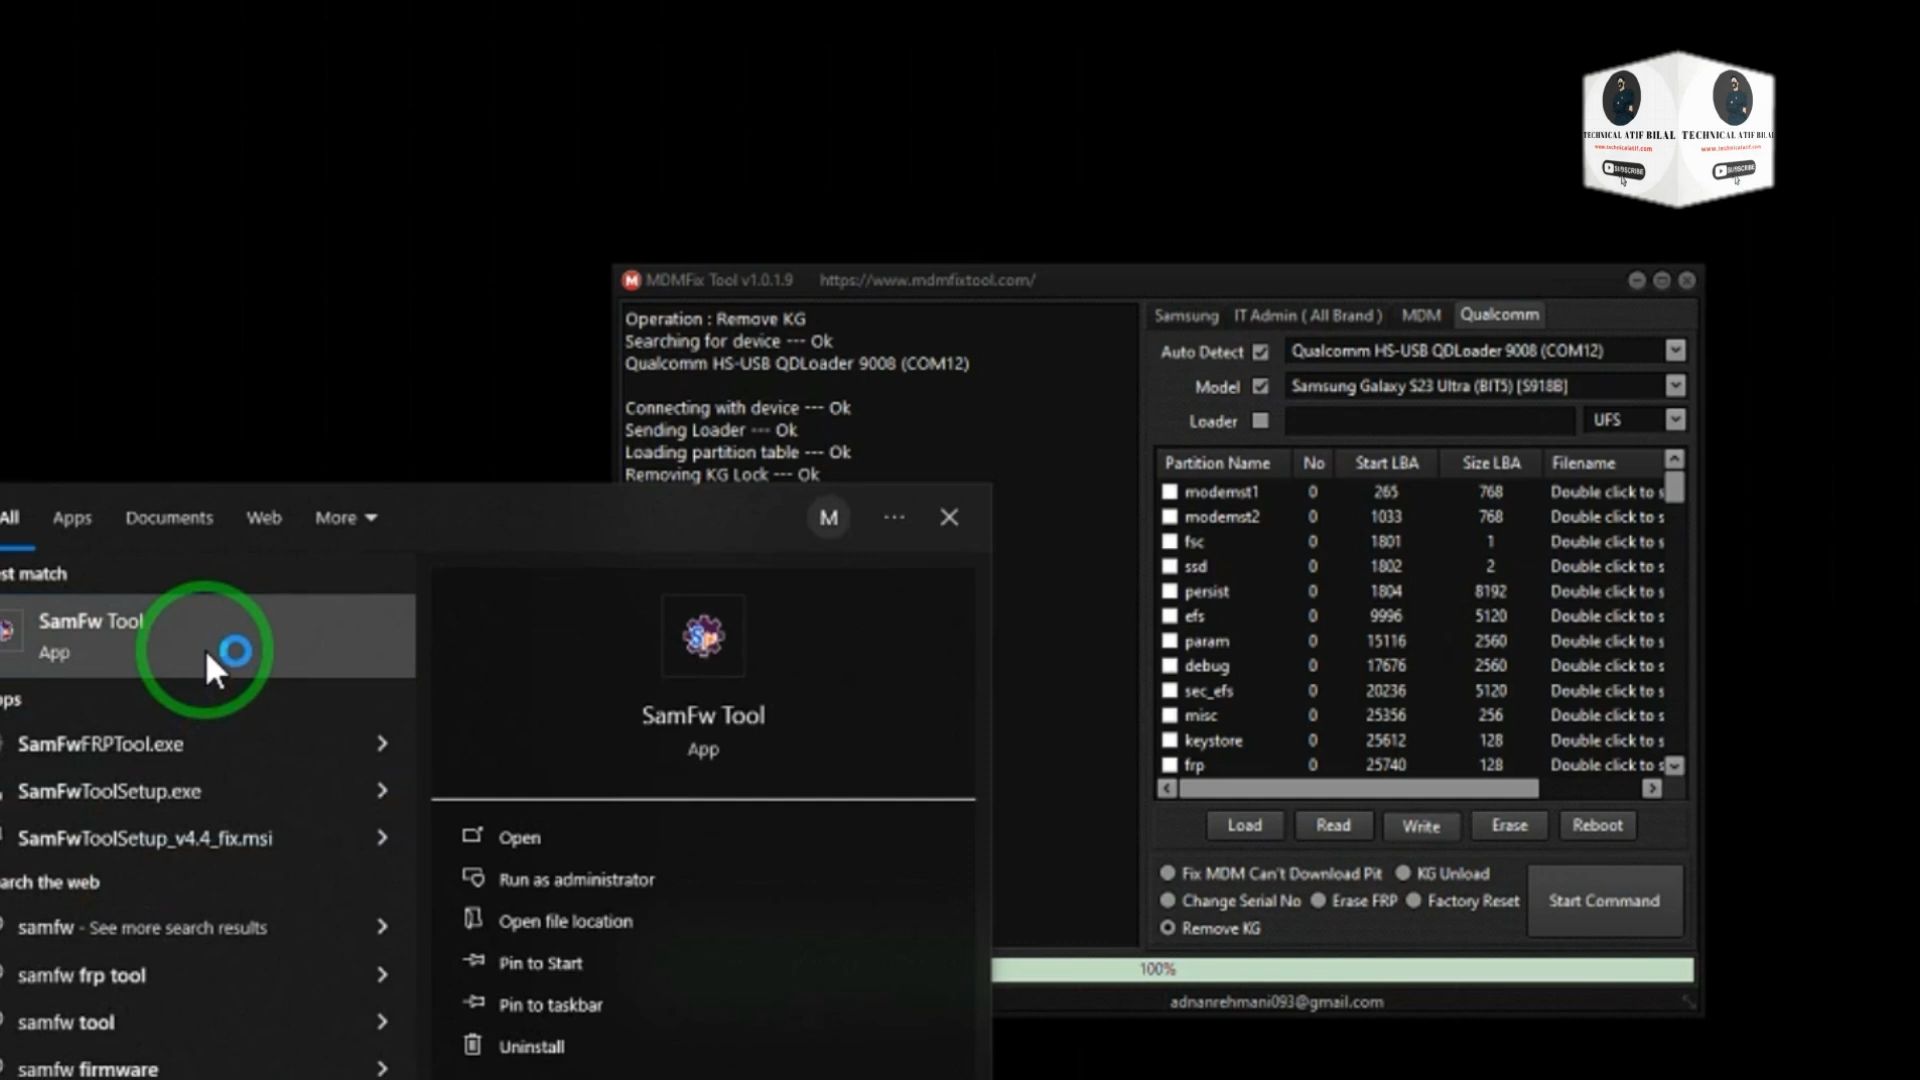 TECHNICAL ATIF BILAL
www.technicalatif.com
SUBSCRIBE
TECHNICAL ATIF BILAL
www.technicalatif.com
SUBSCRIBE
MDMFix Tool v1.0.1.9 https://www.mdmfixtool.com/
Operation : Remove KG
Searching for device --- Ok
Qualcomm HS-USB QDLoader 9008 (COM12)
Connecting with device --- Ok
Sending Loader --- Ok
Loading partition table --- Ok
Removing KG Lock --- Ok
Samsung IT Admin ( All Brand ) MDM Qualcomm
Auto Detect Qualcomm HS-USB QDLoader 9008 (COM12)
Model Samsung Galaxy S23 Ultra (BIT5) [S918B]
Loader UFS
Partition Name No Start LBA Size LBA Filename
modemst1 0 265 768 Double click to s
modemst2 0 1033 768 Double click to s
fsc 0 1801 1 Double click to s
ssd 0 1802 2 Double click to s
persist 0 1804 8192 Double click to s
efs 0 9996 5120 Double click to s
param 0 15116 2560 Double click to s
debug 0 17676 2560 Double click to s
sec_efs 0 20236 5120 Double click to s
misc 0 25356 256 Double click to s
keystore 0 25612 128 Double click to s
frp 0 25740 128 Double click to s
Load Read Write Erase Reboot
Fix MDM Can't Download Pit KG Unload
Change Serial No Erase FRP Factory Reset
Remove KG
Start Command
100%
adnanrehmani093@gmail.com
All Apps Documents Web More M ...
est match
SamFw Tool
App
pps
SamFwFRPTool.exe
SamFwToolSetup.exe
SamFwToolSetup_v4.4_fix.msi
arch the web
samfw - See more search results
samfw frp tool
samfw tool
samfw firmware
SamFw Tool
App
Open
Run as administrator
Open file location
Pin to Start
Pin to taskbar
Uninstall